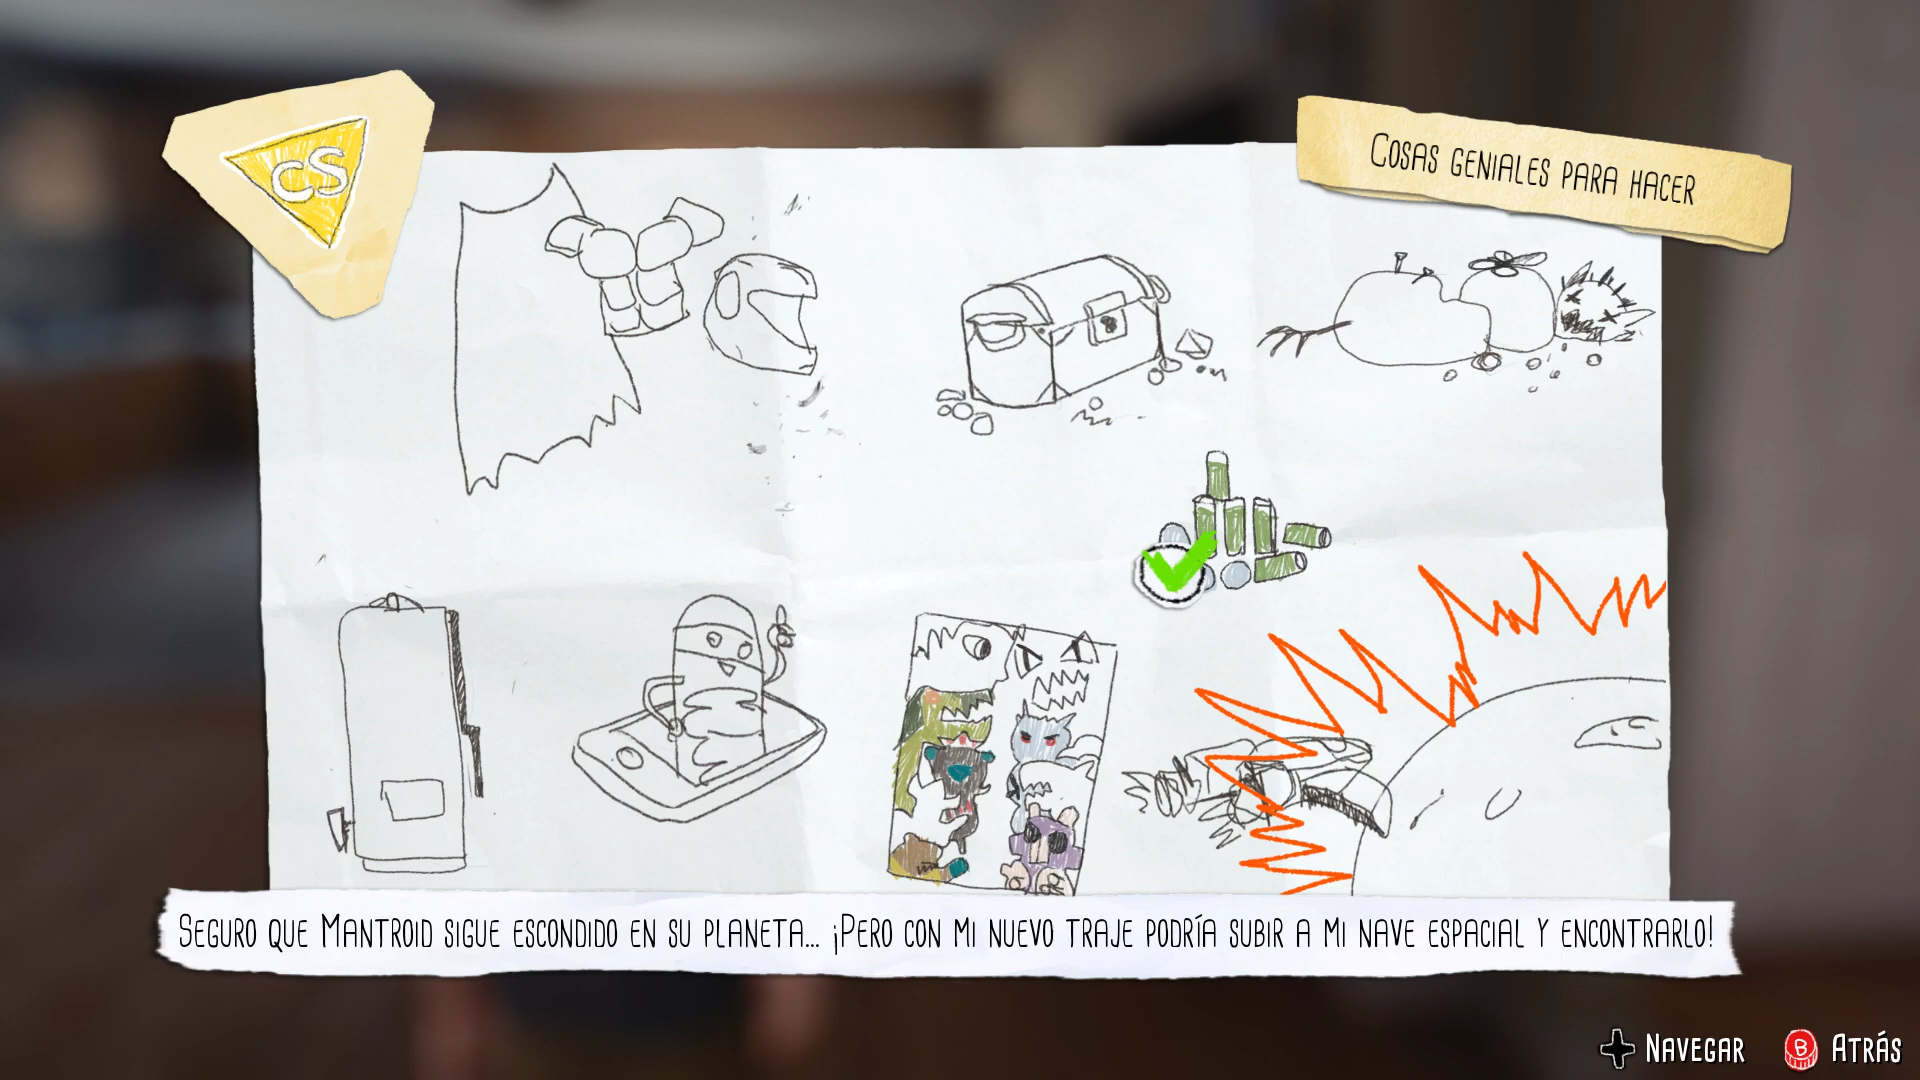 CS
COSAS GENIALES PARA HACER
SEGURO QUE MANTROID SIGUE ESCONDIDO EN SU PLANETA... ¡PERO CON MI NUEVO TRAJE PODRÍA SUBIR A MI NAVE ESPACIAL Y ENCONTRARLO!
NAVEGAR
B ATRÁS